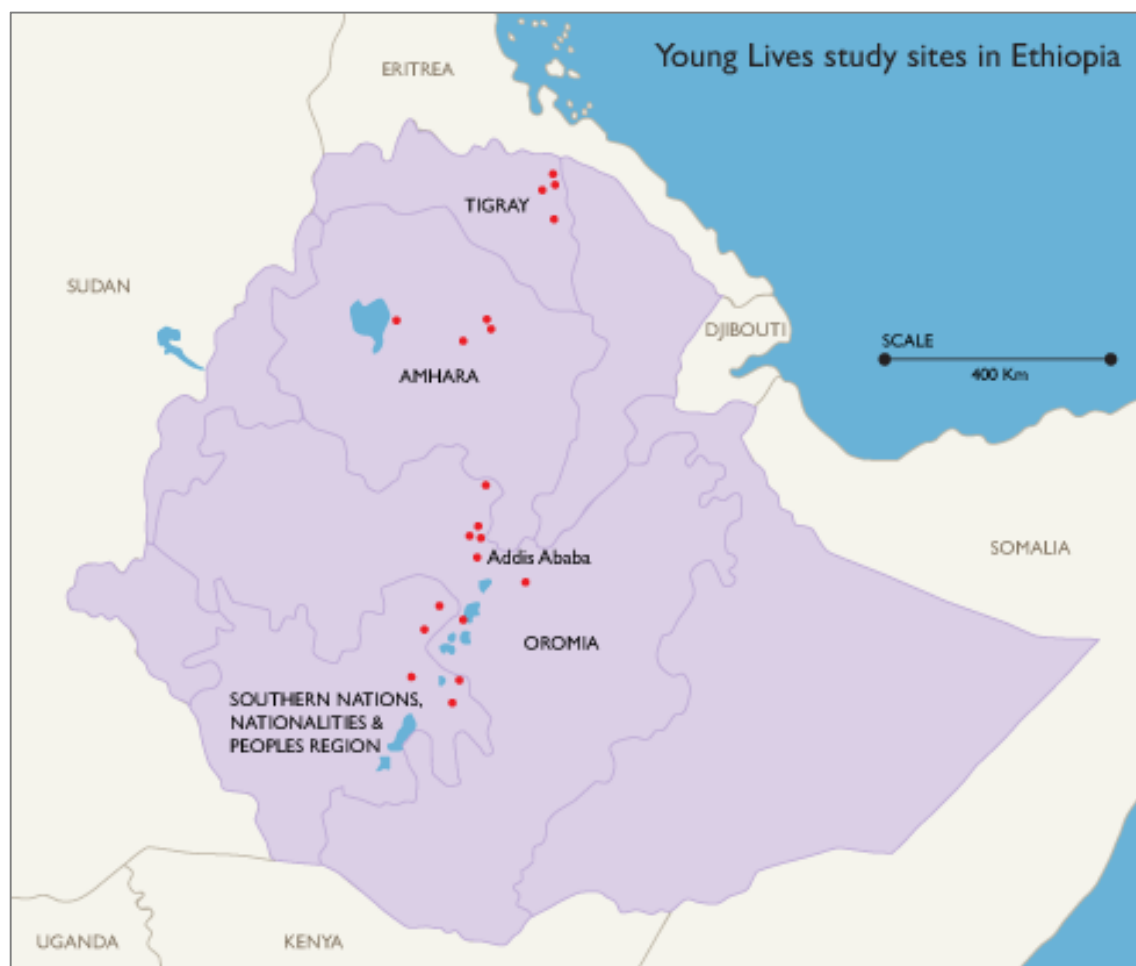 Young Lives study sites in Ethiopia
ERITREA
TIGRAY
SUDAN
DJIBOUTI
SCALE
400 Km
AMHARA
Addis Ababa
SOMALIA
OROMIA
SOUTHERN NATIONS,
NATIONALITIES &
PEOPLES REGION
UGANDA
KENYA